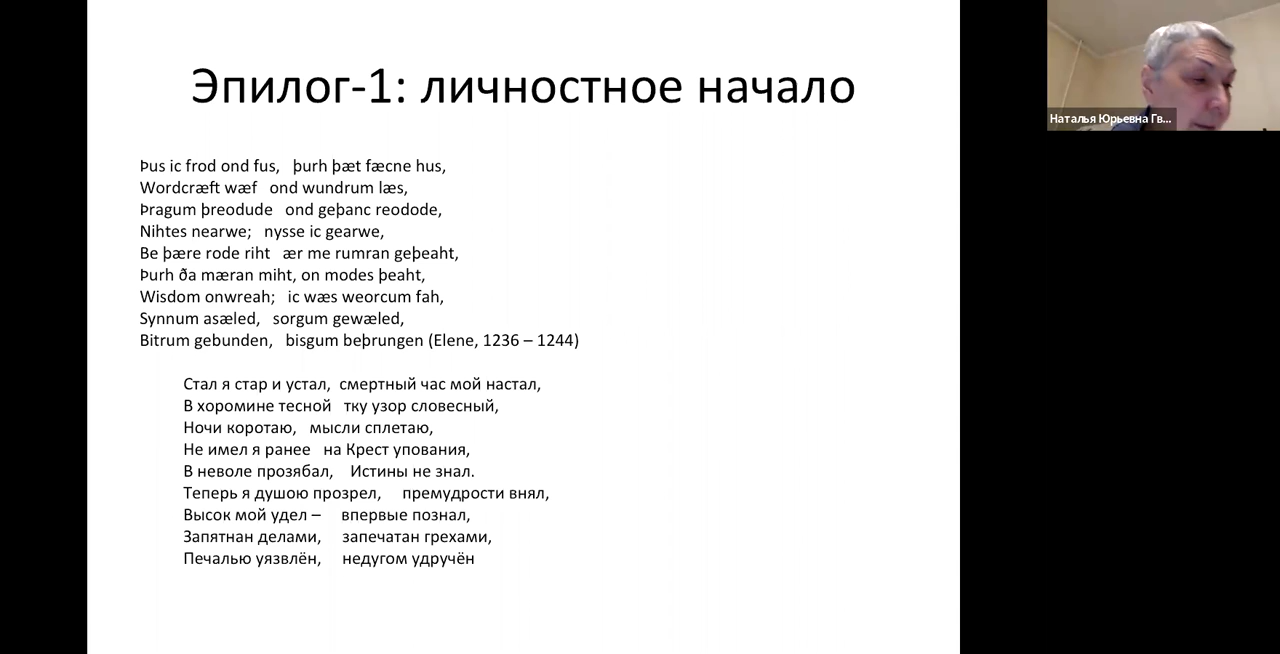 Эпилог-1: личностное начало
Þus ic frod ond fus, þurh þæt fæcne hus,
Wordcræft wæf ond wundrum læs,
Þragum þreodude ond geþanc reodode,
Nihtes nearwe; nysse ic gearwe,
Be þære rode riht ær me rumran geþeaht,
Þurh ða mæran miht, on modes þeaht,
Wisdom onwreah; ic wæs weorcum fah,
Synnum asæled, sorgum gewæled,
Bitrum gebunden, bisgum beþrungen (Elene, 1236 – 1244)
Стал я стар и устал, смертный час мой настал,
В хоромине тесной тку узор словесный,
Ночи коротаю, мысли сплетаю,
Не имел я ранее на Крест упования,
В неволе прозябал, Истины не знал.
Теперь я душою прозрел, премудрости внял,
Высок мой удел – впервые познал,
Запятнан делами, запечатан грехами,
Печалью уязвлён, недугом удручён
Наталья Юрьевна Гв...